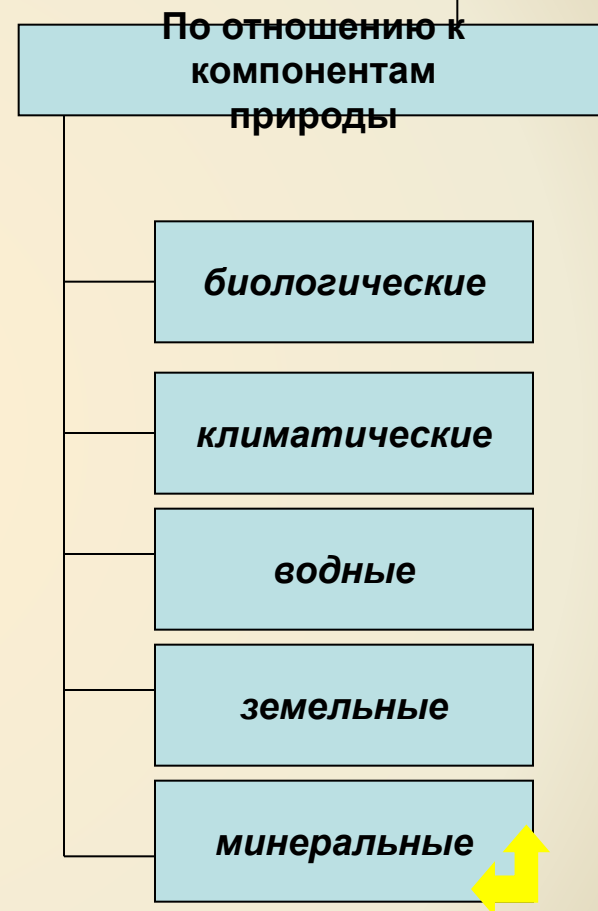 По отношению к
компонентам
природы
биологические
климатические
водные
земельные
минеральные